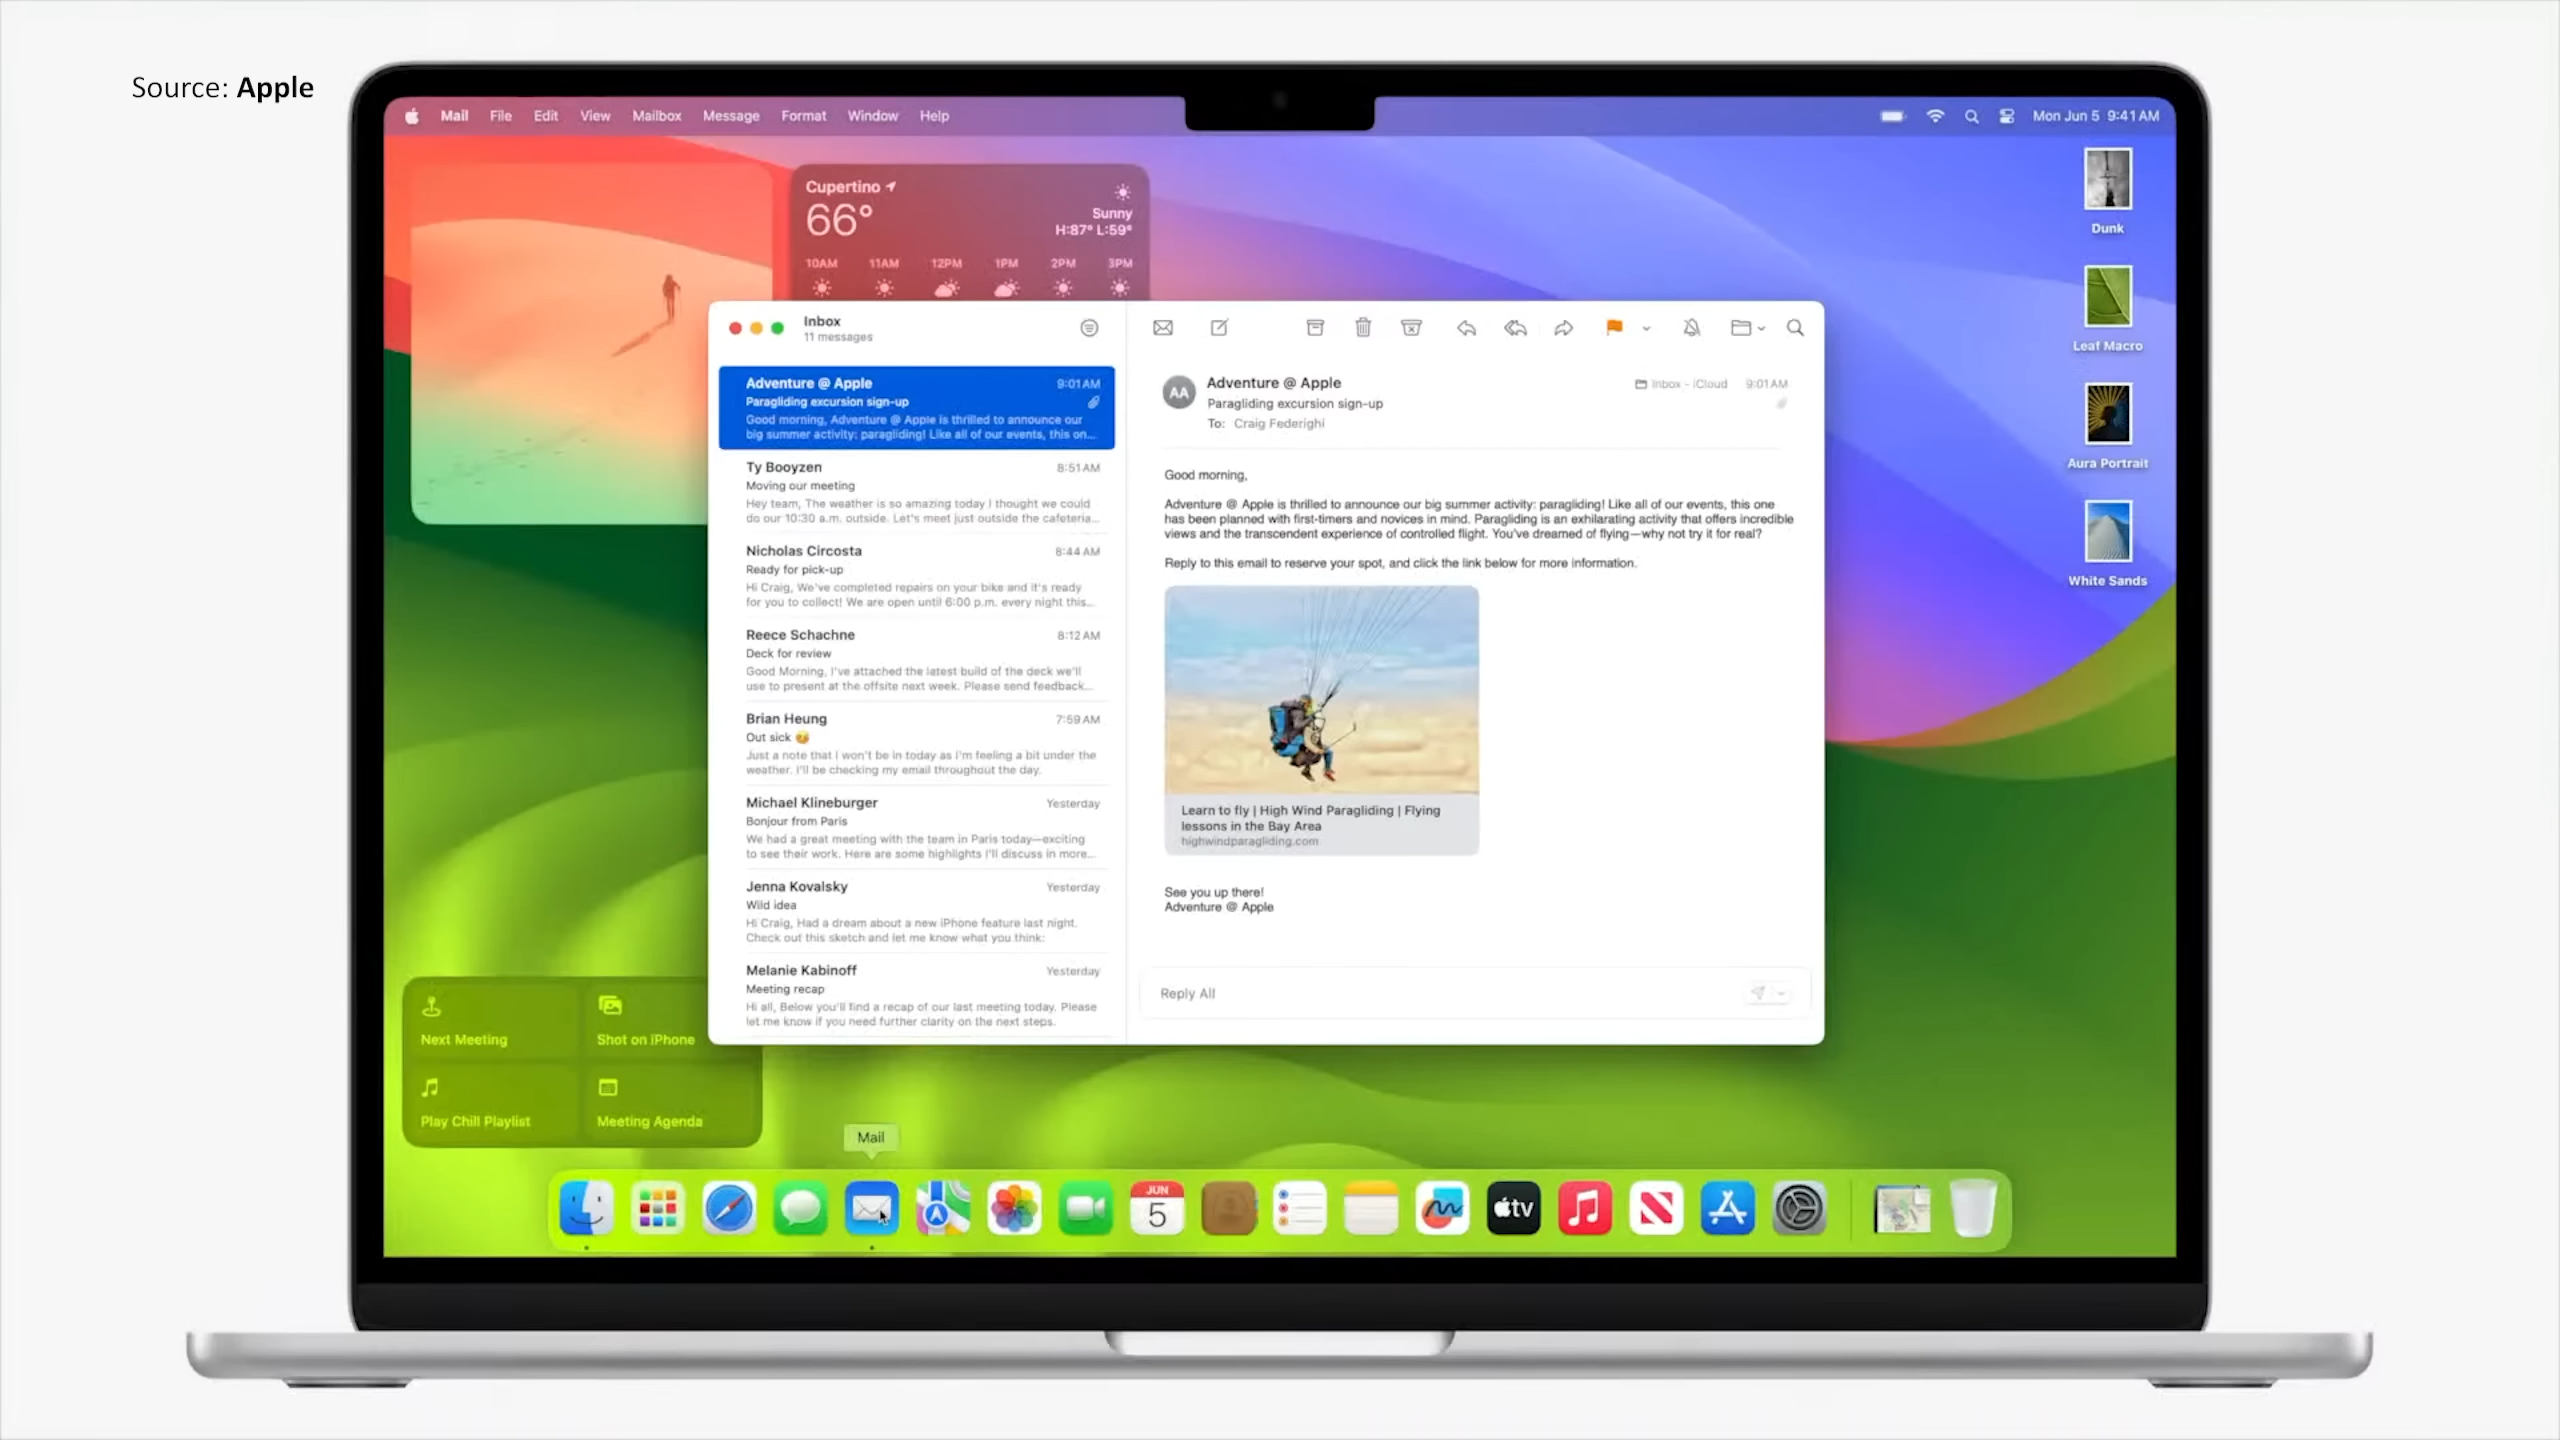 Source: Apple
Mail File Edit View Mailbox Message Format Window Help
Mon Jun 5 9:41 AM
Cupertino
66°
Sunny
H:87° L:59°
10AM 11AM 12PM 1PM 2PM 3PM
Dunk
Leaf Macro
Aura Portrait
White Sands
Inbox
11 messages
Adventure @ Apple 9:01 AM
Paragliding excursion sign-up
Good morning, Adventure @ Apple is thrilled to announce our
big summer activity: paragliding! Like all of our events, this on...
Ty Booyzen 8:51 AM
Moving our meeting
Hey team, The weather is so amazing today I thought we could
do our 10:30 a.m. outside. Let's meet just outside the cafeteria...
Nicholas Circosta 8:44 AM
Ready for pick-up
Hi Craig, We've completed repairs on your bike and it's ready
for you to collect! We are open until 6:00 p.m. every night this...
Reece Schachne 8:12 AM
Deck for review
Good Morning, I've attached the latest build of the deck we'll
use to present at the offsite next week. Please send feedback...
Brian Heung 7:59 AM
Out sick 🤒
Just a note that I won't be in today as I'm feeling a bit under the
weather. I'll be checking my email throughout the day.
Michael Klineburger Yesterday
Bonjour from Paris
We had a great meeting with the team in Paris today—exciting
to see their work. Here are some highlights I'll discuss in more...
Jenna Kovalsky Yesterday
Wild idea
Hi Craig, Had a dream about a new iPhone feature last night.
Check out this sketch and let me know what you think:
Melanie Kabinoff Yesterday
Meeting recap
Hi all, Below you'll find a recap of our last meeting today. Please
let me know if you need further clarity on the next steps.
AA
Adventure @ Apple Inbox - iCloud 9:01 AM
Paragliding excursion sign-up
To: Craig Federighi
Good morning,
Adventure @ Apple is thrilled to announce our big summer activity: paragliding! Like all of our events, this one
has been planned with first-timers and novices in mind. Paragliding is an exhilarating activity that offers incredible
views and the transcendent experience of controlled flight. You've dreamed of flying—why not try it for real?
Reply to this email to reserve your spot, and click the link below for more information.
Learn to fly | High Wind Paragliding | Flying
lessons in the Bay Area
highwindparagliding.com
See you up there!
Adventure @ Apple
Reply All
Next Meeting
Shot on iPhone
Play Chill Playlist
Meeting Agenda
Mail
JUN
5
tv